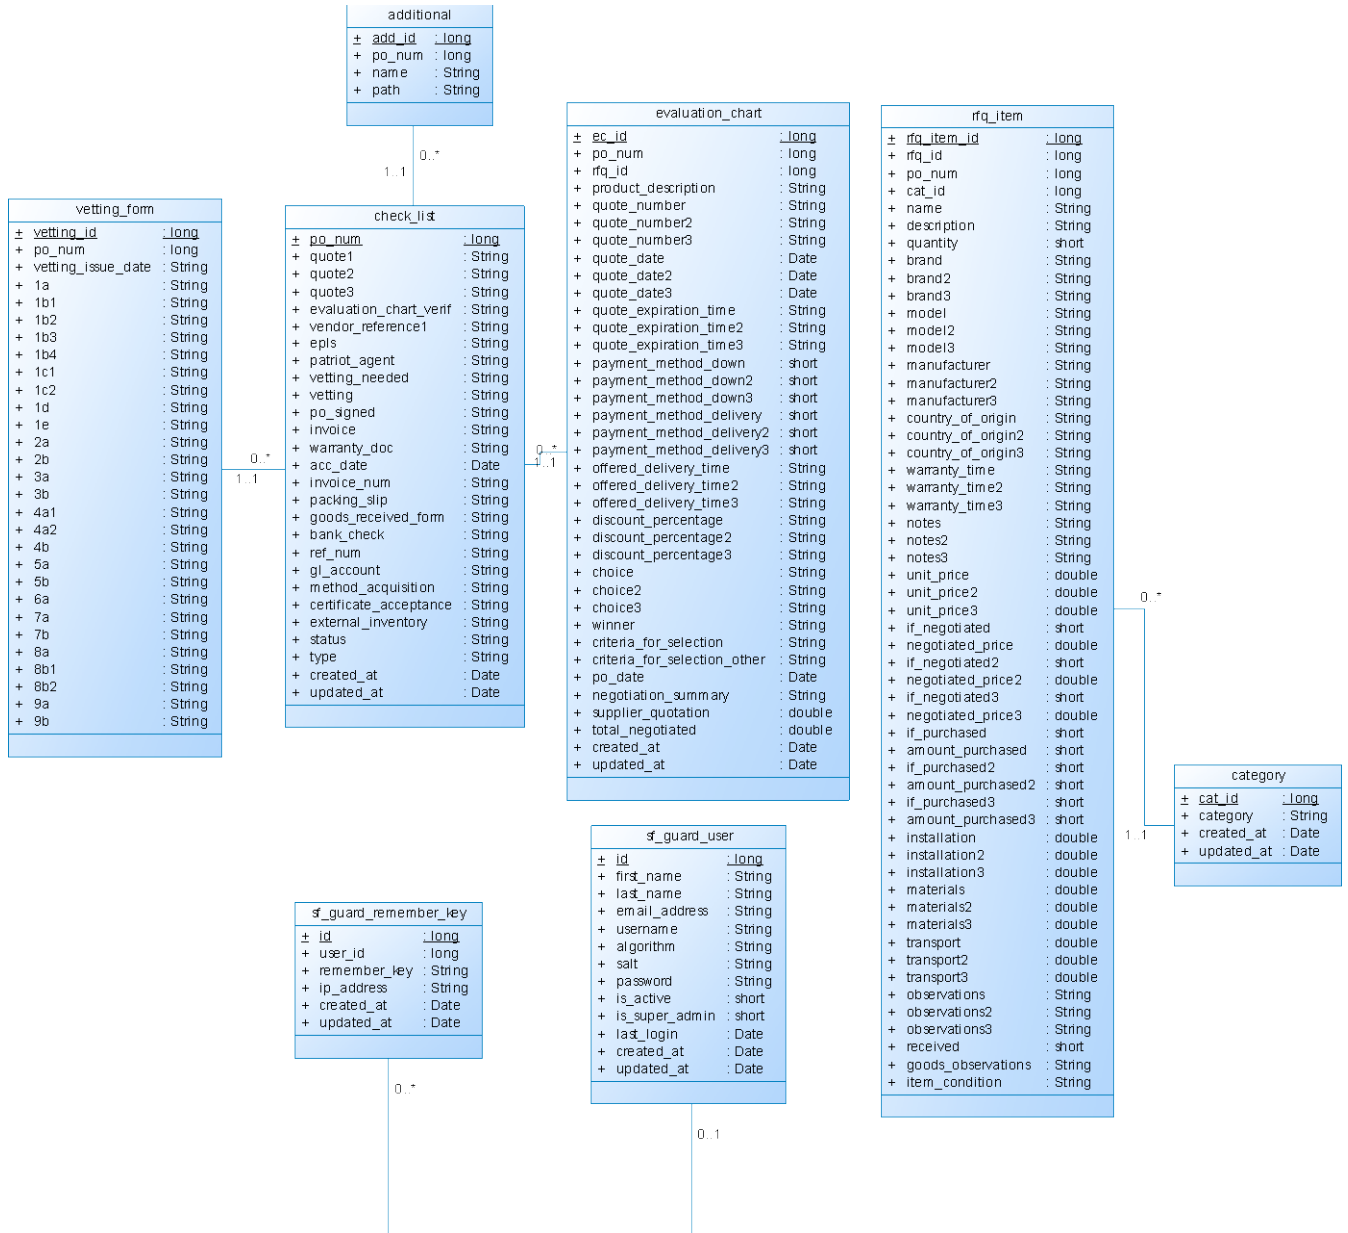 additional
+ add_id : long
+ po_num : long
+ name : String
+ path : String
0..*
1..1
vetting_form
+ vetting_id : long
+ po_num : long
+ vetting_issue_date : String
+ 1a : String
+ 1b1 : String
+ 1b2 : String
+ 1b3 : String
+ 1b4 : String
+ 1c1 : String
+ 1c2 : String
+ 1d : String
+ 1e : String
+ 2a : String
+ 2b : String
+ 3a : String
+ 3b : String
+ 4a1 : String
+ 4a2 : String
+ 4b : String
+ 5a : String
+ 5b : String
+ 6a : String
+ 7a : String
+ 7b : String
+ 8a : String
+ 8b1 : String
+ 8b2 : String
+ 9a : String
+ 9b : String
0..*
1..1
check_list
+ po_num : long
+ quote1 : String
+ quote2 : String
+ quote3 : String
+ evaluation_chart_verif : String
+ vendor_reference1 : String
+ epls : String
+ patriot_agent : String
+ vetting_needed : String
+ vetting : String
+ po_signed : String
+ invoice : String
+ warranty_doc : String
+ acc_date : Date
+ invoice_num : String
+ packing_slip : String
+ goods_received_form : String
+ bank_check : String
+ ref_num : String
+ gl_account : String
+ method_acquisition : String
+ certificate_acceptance : String
+ external_inventory : String
+ status : String
+ type : String
+ created_at : Date
+ updated_at : Date
0..*
1..1
evaluation_chart
+ ec_id : long
+ po_num : long
+ rfq_id : long
+ product_description : String
+ quote_number : String
+ quote_number2 : String
+ quote_number3 : String
+ quote_date : Date
+ quote_date2 : Date
+ quote_date3 : Date
+ quote_expiration_time : String
+ quote_expiration_time2 : String
+ quote_expiration_time3 : String
+ payment_method_down : short
+ payment_method_down2 : short
+ payment_method_down3 : short
+ payment_method_delivery : short
+ payment_method_delivery2 : short
+ payment_method_delivery3 : short
+ offered_delivery_time : String
+ offered_delivery_time2 : String
+ offered_delivery_time3 : String
+ discount_percentage : String
+ discount_percentage2 : String
+ discount_percentage3 : String
+ choice : String
+ choice2 : String
+ choice3 : String
+ winner : String
+ criteria_for_selection : String
+ criteria_for_selection_other : String
+ po_date : Date
+ negotiation_summary : String
+ supplier_quotation : double
+ total_negotiated : double
+ created_at : Date
+ updated_at : Date
rfq_item
+ rfq_item_id : long
+ rfq_id : long
+ po_num : long
+ cat_id : long
+ name : String
+ description : String
+ quantity : short
+ brand : String
+ brand2 : String
+ brand3 : String
+ model : String
+ model2 : String
+ model3 : String
+ manufacturer : String
+ manufacturer2 : String
+ manufacturer3 : String
+ country_of_origin : String
+ country_of_origin2 : String
+ country_of_origin3 : String
+ warranty_time : String
+ warranty_time2 : String
+ warranty_time3 : String
+ notes : String
+ notes2 : String
+ notes3 : String
+ unit_price : double
+ unit_price2 : double
+ unit_price3 : double
+ if_negotiated : short
+ negotiated_price : double
+ if_negotiated2 : short
+ negotiated_price2 : double
+ if_negotiated3 : short
+ negotiated_price3 : double
+ if_purchased : short
+ amount_purchased : short
+ if_purchased2 : short
+ amount_purchased2 : short
+ if_purchased3 : short
+ amount_purchased3 : short
+ installation : double
+ installation2 : double
+ installation3 : double
+ materials : double
+ materials2 : double
+ materials3 : double
+ transport : double
+ transport2 : double
+ transport3 : double
+ observations : String
+ observations2 : String
+ observations3 : String
+ received : short
+ goods_observations : String
+ item_condition : String
0..*
1..1
category
+ cat_id : long
+ category : String
+ created_at : Date
+ updated_at : Date
sf_guard_user
+ id : long
+ first_name : String
+ last_name : String
+ email_address : String
+ username : String
+ algorithm : String
+ salt : String
+ password : String
+ is_active : short
+ is_super_admin : short
+ last_login : Date
+ created_at : Date
+ updated_at : Date
0..1
sf_guard_remember_key
+ id : long
+ user_id : long
+ remember_key : String
+ ip_address : String
+ created_at : Date
+ updated_at : Date
0..*